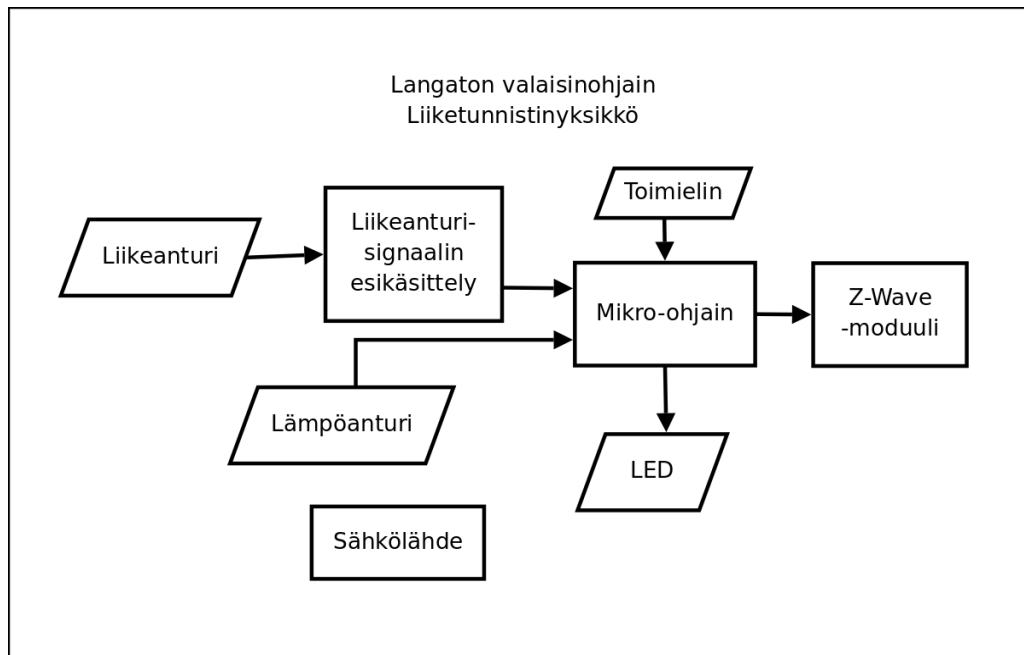 Langaton valaisinohjain
Liiketunnistinyksikkö
Toimielin
Liikeanturi
Liikeanturi-
signaalin
esikäsittely
Mikro-ohjain
Z-Wave
-moduuli
Lämpöanturi
LED
Sähkölähde